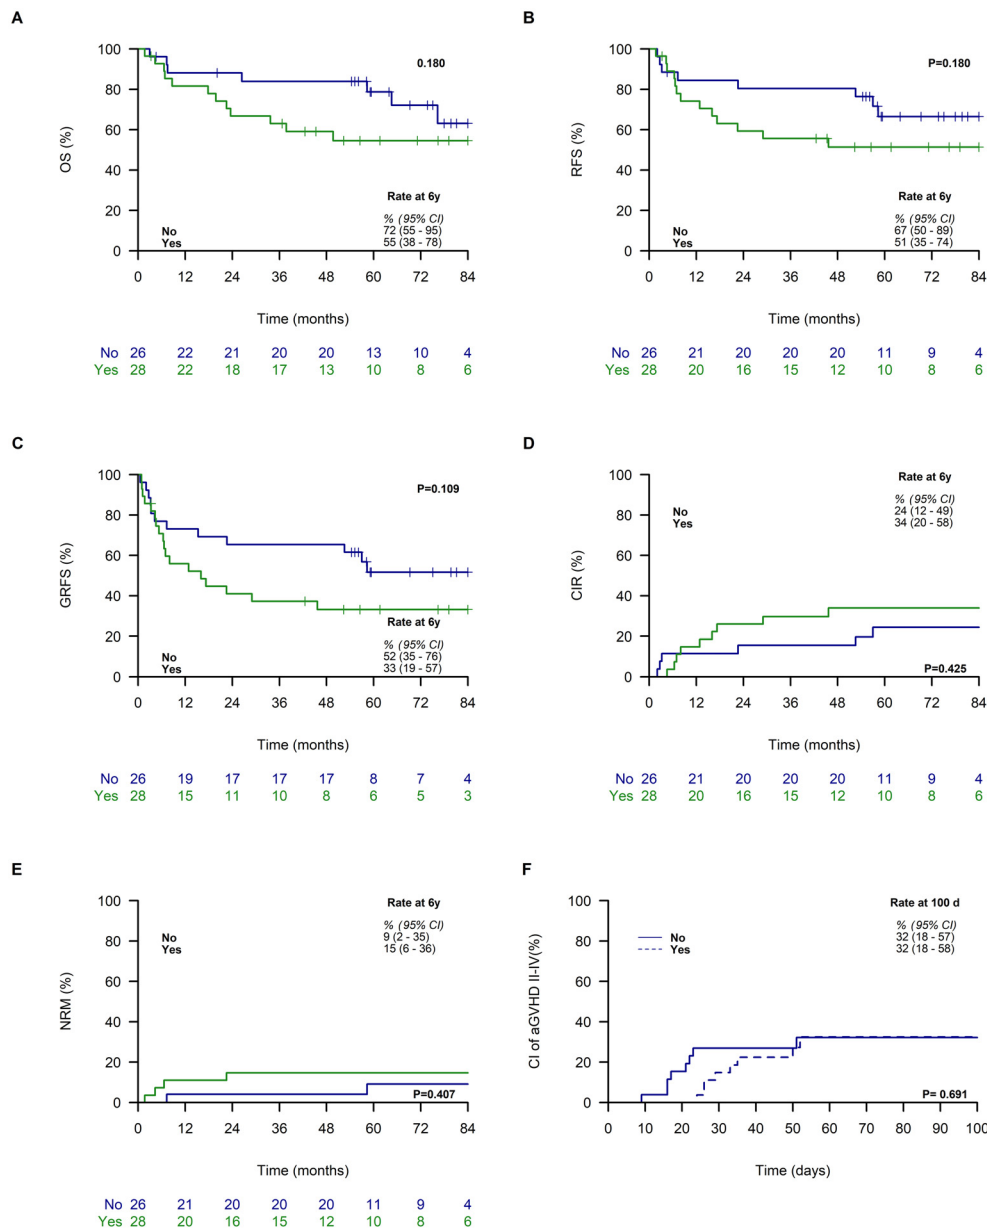 A
100
80
60
40
20
0
OS (%)
0.180
Rate at 6y
% (95% CI)
No 72 (55 - 95)
Yes 55 (38 - 78)
0 12 24 36 48 60 72 84
Time (months)
No 26 22 21 20 20 13 10 4
Yes 28 22 18 17 13 10 8 6
B
100
80
60
40
20
0
RFS (%)
P=0.180
Rate at 6y
% (95% CI)
No 67 (50 - 89)
Yes 51 (35 - 74)
0 12 24 36 48 60 72 84
Time (months)
No 26 21 20 20 20 11 9 4
Yes 28 20 16 15 12 10 8 6
C
100
80
60
40
20
0
GRFS (%)
P=0.109
Rate at 6y
% (95% CI)
No 52 (35 - 76)
Yes 33 (19 - 57)
0 12 24 36 48 60 72 84
Time (months)
No 26 19 17 17 17 8 7 4
Yes 28 15 11 10 8 6 5 3
D
100
80
60
40
20
0
CIR (%)
Rate at 6y
% (95% CI)
No 24 (12 - 49)
Yes 34 (20 - 58)
P=0.425
0 12 24 36 48 60 72 84
Time (months)
No 26 21 20 20 20 11 9 4
Yes 28 20 16 15 12 10 8 6
E
100
80
60
40
20
0
NRM (%)
Rate at 6y
% (95% CI)
No 9 (2 - 35)
Yes 15 (6 - 36)
P=0.407
0 12 24 36 48 60 72 84
Time (months)
No 26 21 20 20 20 11 9 4
Yes 28 20 16 15 12 10 8 6
F
100
80
60
40
20
0
CI of aGVHD II-IV(%)
Rate at 100 d
% (95% CI)
No 32 (18 - 57)
Yes 32 (18 - 58)
P= 0.691
0 10 20 30 40 50 60 70 80 90 100
Time (days)